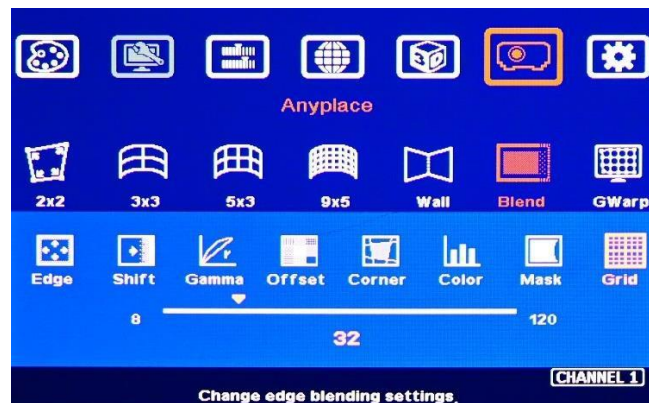 3D
Anyplace
2x2 3x3 5x3 9x5 Wall Blend GWarp
Edge Shift Gamma Offset Corner Color Mask Grid
8 120
32
CHANNEL 1
Change edge blending settings.